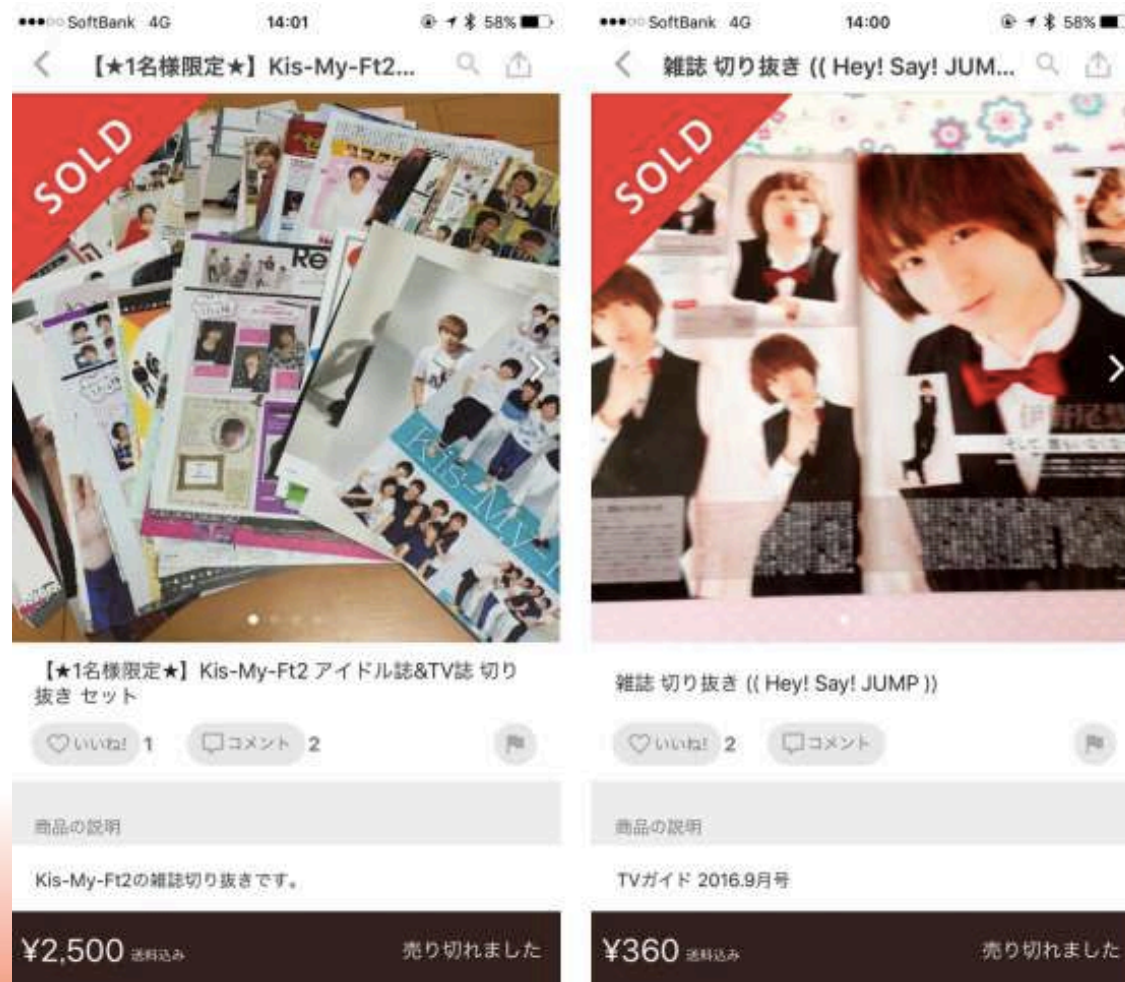 SoftBank 4G 14:01 58%
【★1名様限定★】Kis-My-Ft2...
SOLD
Re
Kis-My-
【★1名様限定★】Kis-My-Ft2 アイドル誌&TV誌 切り
抜き セット
いいね! 1 コメント 2
商品の説明
Kis-My-Ft2の雑誌切り抜きです。
¥2,500 送料込み 売り切れました
SoftBank 4G 14:00 58%
雑誌 切り抜き (( Hey! Say! JUM...
SOLD
伊野尾慧
雑誌 切り抜き (( Hey! Say! JUMP ))
いいね! 2 コメント
商品の説明
TVガイド 2016.9月号
¥360 送料込み 売り切れました